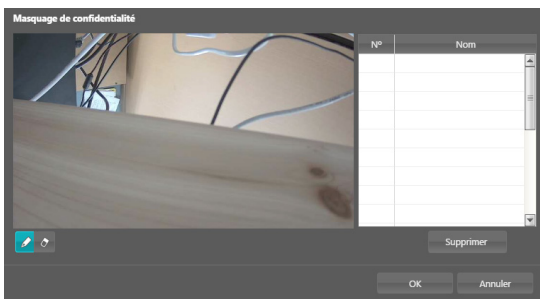 Masquage de confidentialité
N° Nom
Supprimer
OK Annuler